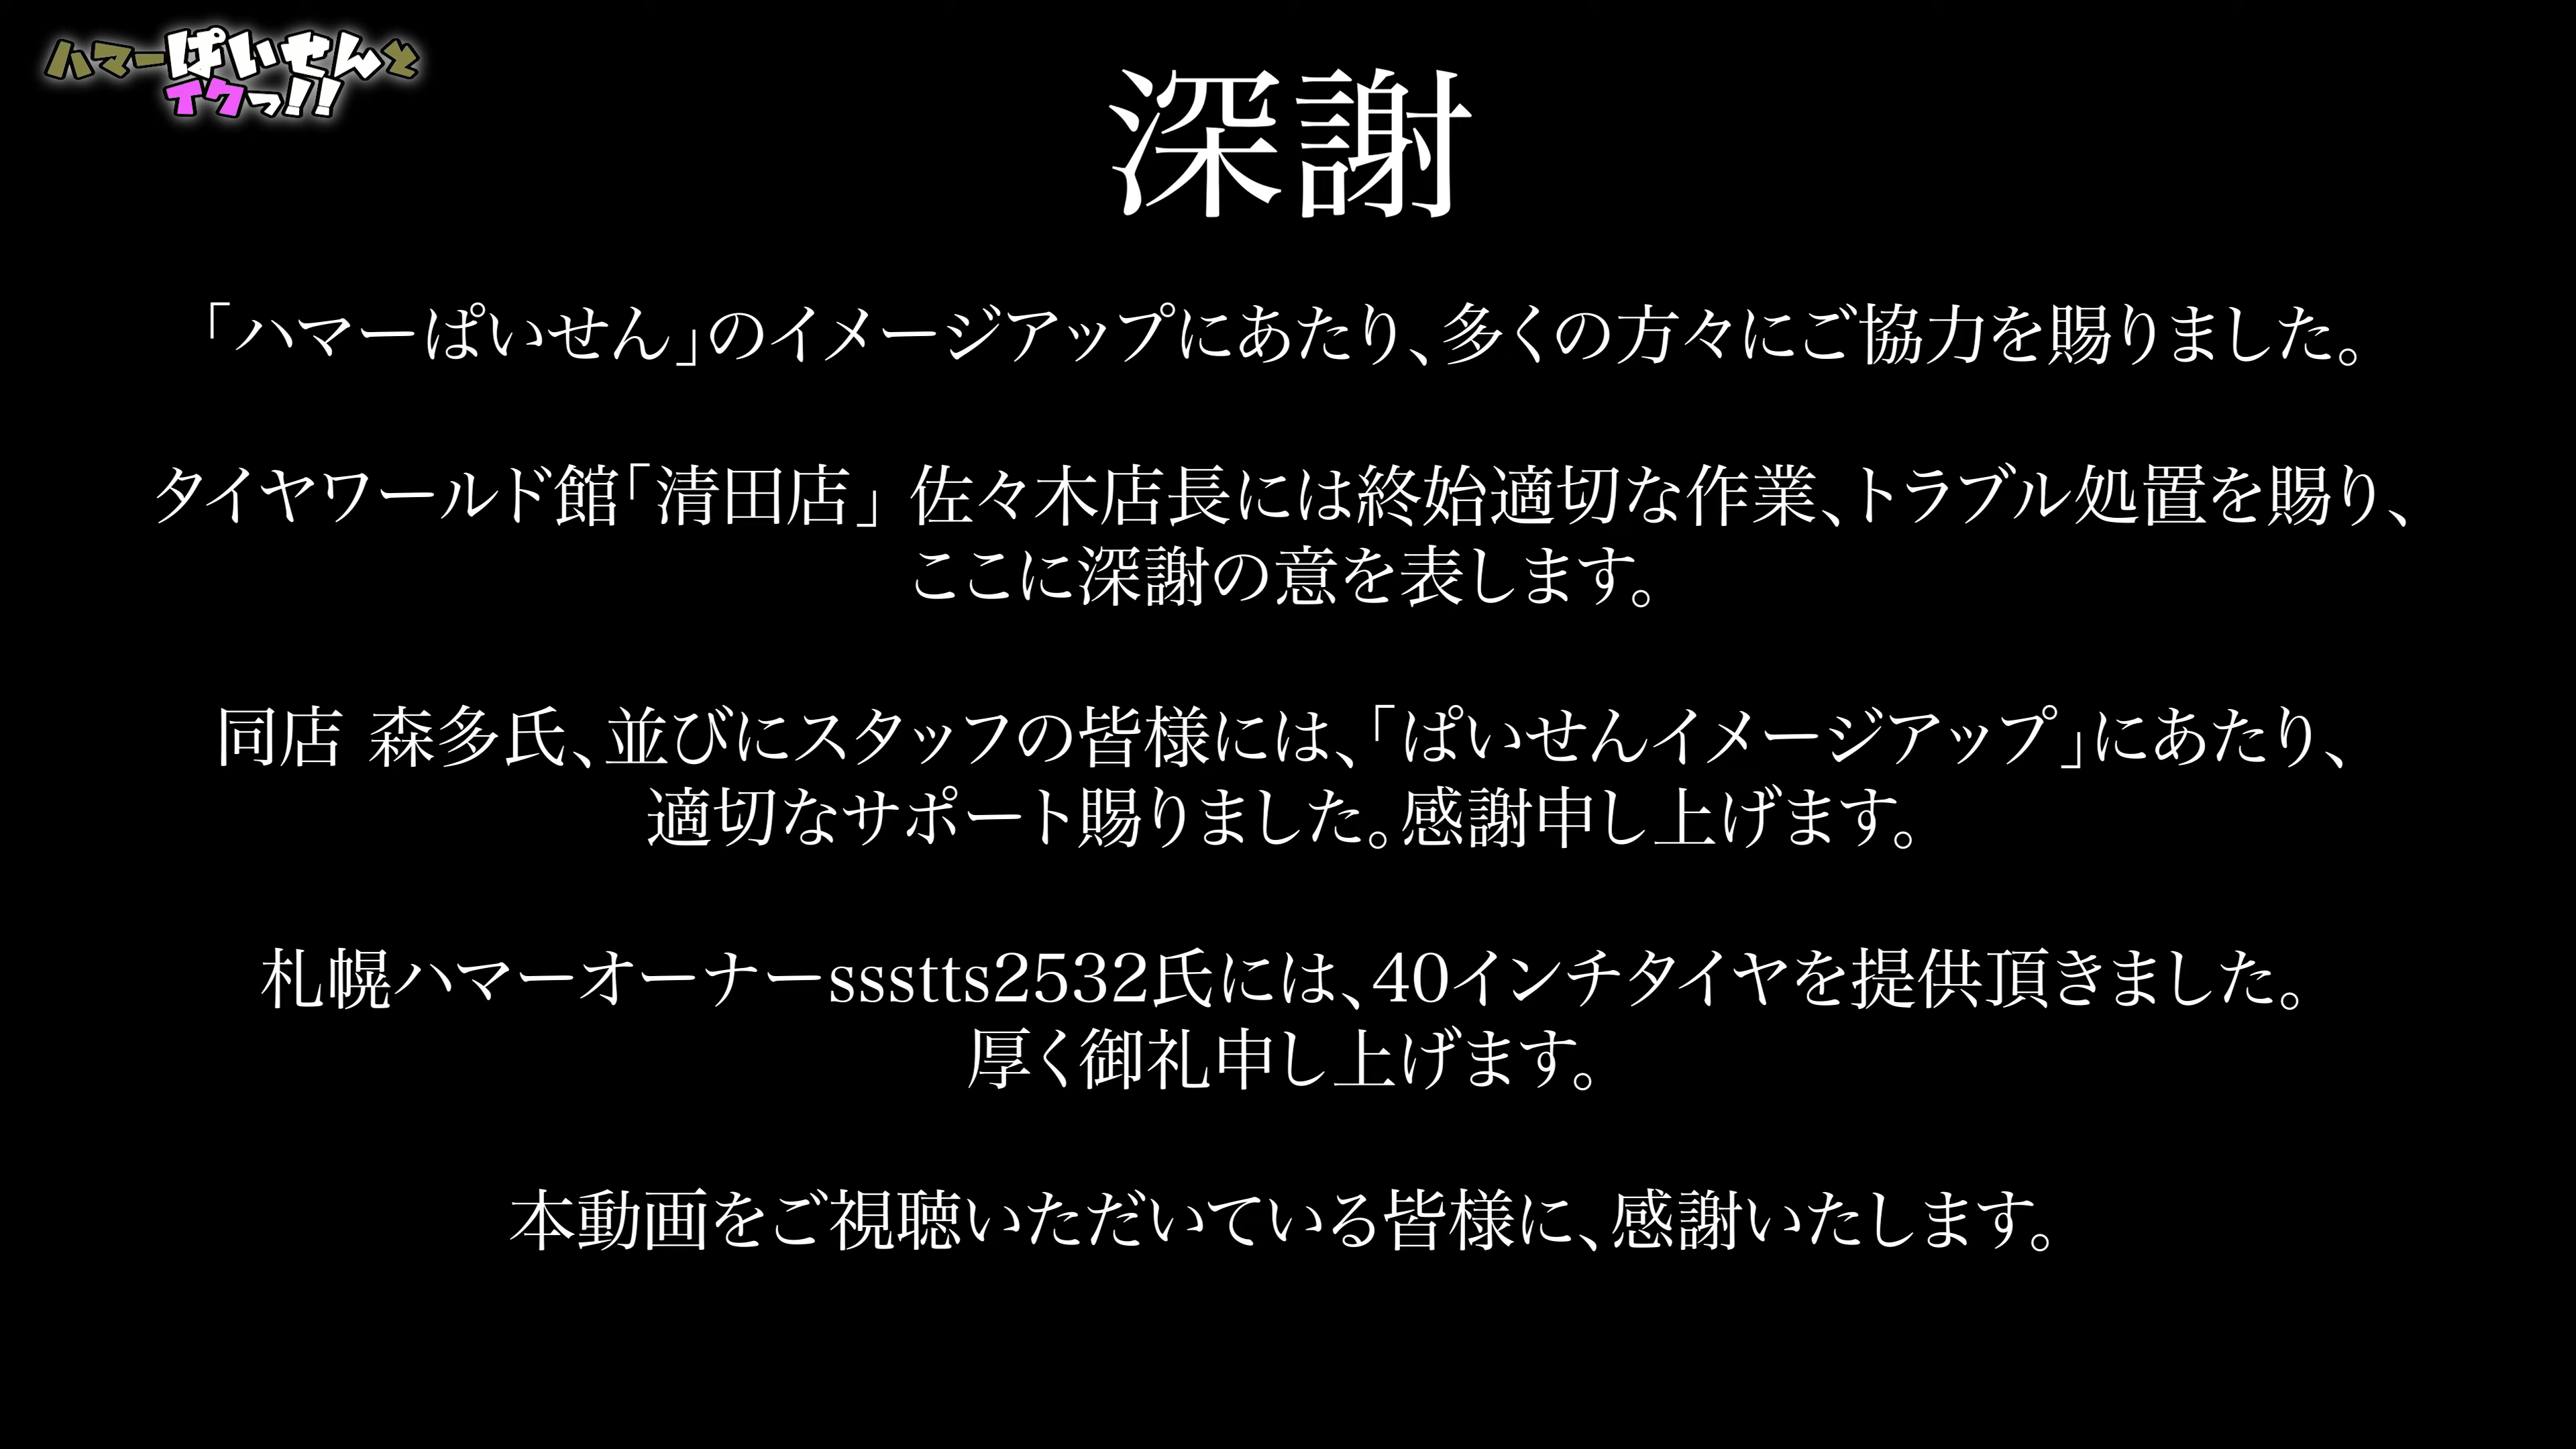 ハマーぱいせんと
イクっ!!
深謝
「ハマーぱいせん」のイメージアップにあたり、多くの方々にご協力を賜りました。
タイヤワールド館「清田店」 佐々木店長には終始適切な作業、トラブル処置を賜り、
ここに深謝の意を表します。
同店 森多氏、並びにスタッフの皆様には、「ぱいせんイメージアップ」にあたり、
適切なサポート賜りました。感謝申し上げます。
札幌ハマーオーナーssstts2532氏には、40インチタイヤを提供頂きました。
厚く御礼申し上げます。
本動画をご視聴いただいている皆様に、感謝いたします。